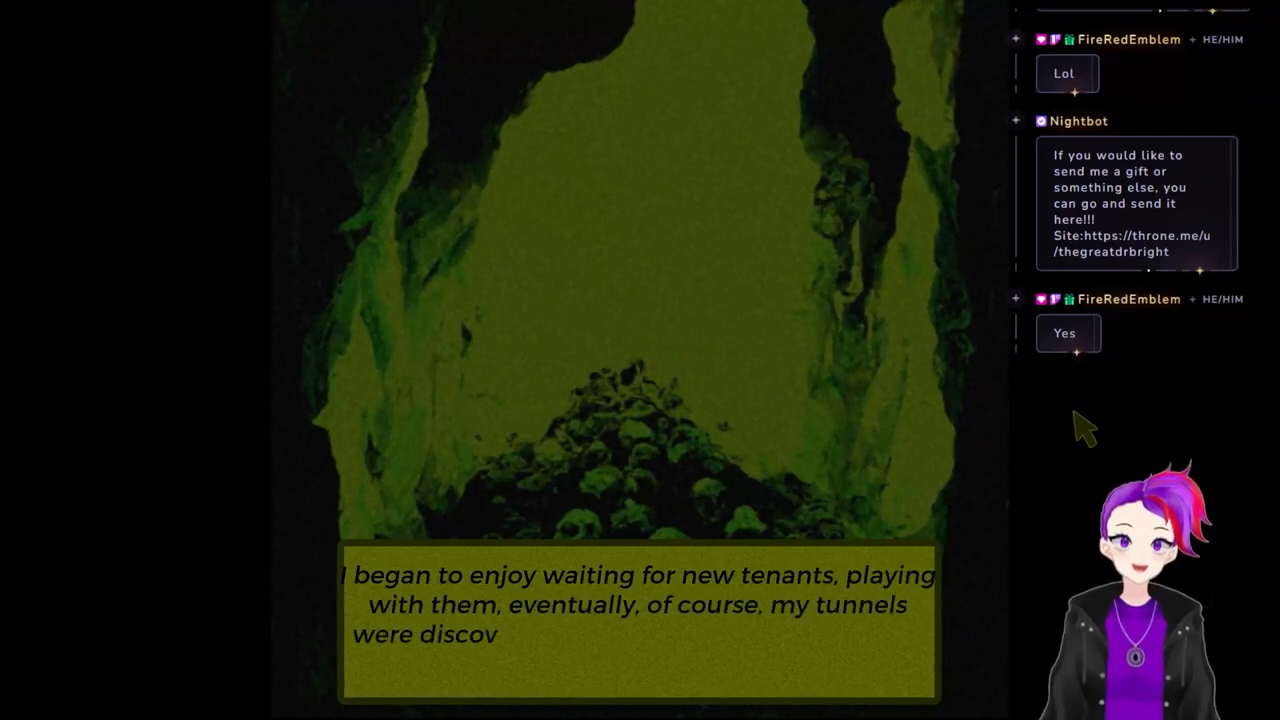 FireRedEmblem + HE/HIM
Lol
Nightbot
If you would like to
send me a gift or
something else, you
can go and send it
here!!!
Site:https://throne.me/u
/thegreatdrbright
FireRedEmblem + HE/HIM
Yes
I began to enjoy waiting for new tenants, playing
with them, eventually, of course, my tunnels
were discov